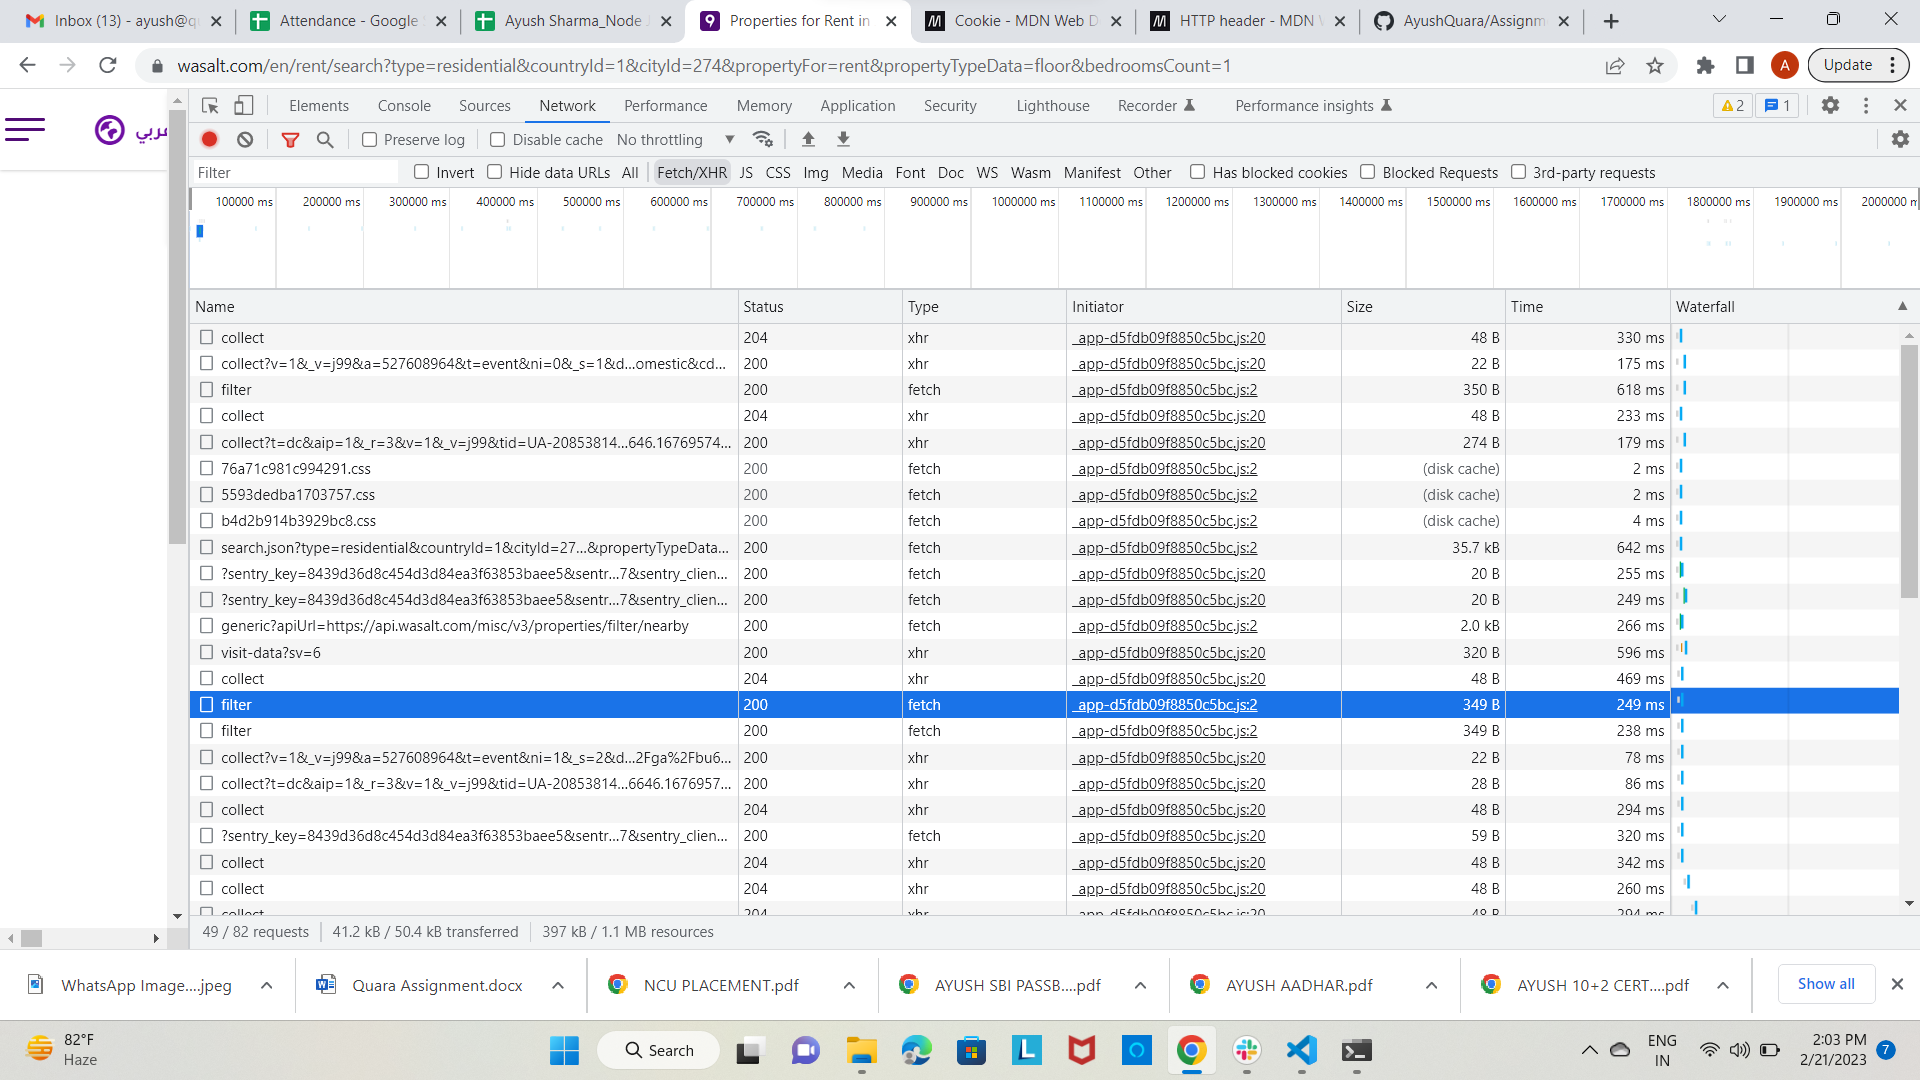 Inbox (13) - ayush@q
Attendance - Google S
Ayush Sharma_Node J
Properties for Rent in
Cookie - MDN Web D
HTTP header - MDN W
AyushQuara/Assignm
wasalt.com/en/rent/search?type=residential&countryId=1&cityId=274&propertyFor=rent&propertyTypeData=floor&bedroomsCount=1
A
Update
Elements Console Sources Network Performance Memory Application Security Lighthouse Recorder Performance insights 2 1
Preserve log Disable cache No throttling
Filter Invert Hide data URLs All Fetch/XHR JS CSS Img Media Font Doc WS Wasm Manifest Other Has blocked cookies Blocked Requests 3rd-party requests
100000 ms 200000 ms 300000 ms 400000 ms 500000 ms 600000 ms 700000 ms 800000 ms 900000 ms 1000000 ms 1100000 ms 1200000 ms 1300000 ms 1400000 ms 1500000 ms 1600000 ms 1700000 ms 1800000 ms 1900000 ms 2000000 m
Name Status Type Initiator Size Time Waterfall
collect 204 xhr _app-d5fdb09f8850c5bc.js:20 48 B 330 ms
collect?v=1&_v=j99&a=527608964&t=event&ni=0&_s=1&d...omestic&cd... 200 xhr _app-d5fdb09f8850c5bc.js:20 22 B 175 ms
filter 200 fetch _app-d5fdb09f8850c5bc.js:2 350 B 618 ms
collect 204 xhr _app-d5fdb09f8850c5bc.js:20 48 B 233 ms
collect?t=dc&aip=1&_r=3&v=1&_v=j99&tid=UA-20853814...646.16769574... 200 xhr _app-d5fdb09f8850c5bc.js:20 274 B 179 ms
76a71c981c994291.css 200 fetch _app-d5fdb09f8850c5bc.js:2 (disk cache) 2 ms
5593dedba1703757.css 200 fetch _app-d5fdb09f8850c5bc.js:2 (disk cache) 2 ms
b4d2b914b3929bc8.css 200 fetch _app-d5fdb09f8850c5bc.js:2 (disk cache) 4 ms
search.json?type=residential&countryId=1&cityId=27...&propertyTypeData... 200 fetch _app-d5fdb09f8850c5bc.js:2 35.7 kB 642 ms
?sentry_key=8439d36d8c454d3d84ea3f63853baee5&sentr...7&sentry_clien... 200 fetch _app-d5fdb09f8850c5bc.js:20 20 B 255 ms
?sentry_key=8439d36d8c454d3d84ea3f63853baee5&sentr...7&sentry_clien... 200 fetch _app-d5fdb09f8850c5bc.js:20 20 B 249 ms
generic?apiUrl=https://api.wasalt.com/misc/v3/properties/filter/nearby 200 fetch _app-d5fdb09f8850c5bc.js:2 2.0 kB 266 ms
visit-data?sv=6 200 xhr _app-d5fdb09f8850c5bc.js:20 320 B 596 ms
collect 204 xhr _app-d5fdb09f8850c5bc.js:20 48 B 469 ms
filter 200 fetch _app-d5fdb09f8850c5bc.js:2 349 B 249 ms
filter 200 fetch _app-d5fdb09f8850c5bc.js:2 349 B 238 ms
collect?v=1&_v=j99&a=527608964&t=event&ni=1&_s=2&d...2Fga%2Fbu6... 200 xhr _app-d5fdb09f8850c5bc.js:20 22 B 78 ms
collect?t=dc&aip=1&_r=3&v=1&_v=j99&tid=UA-20853814...6646.1676957... 200 xhr _app-d5fdb09f8850c5bc.js:20 28 B 86 ms
collect 204 xhr _app-d5fdb09f8850c5bc.js:20 48 B 294 ms
?sentry_key=8439d36d8c454d3d84ea3f63853baee5&sentr...7&sentry_clien... 200 fetch _app-d5fdb09f8850c5bc.js:20 59 B 320 ms
collect 204 xhr _app-d5fdb09f8850c5bc.js:20 48 B 342 ms
collect 204 xhr _app-d5fdb09f8850c5bc.js:20 48 B 260 ms
collect 204 xhr _app-d5fdb09f8850c5bc.js:20 48 B 294 ms
49 / 82 requests 41.2 kB / 50.4 kB transferred 397 kB / 1.1 MB resources
WhatsApp Image....jpeg
Quara Assignment.docx
NCU PLACEMENT.pdf
AYUSH SBI PASSB....pdf
AYUSH AADHAR.pdf
AYUSH 10+2 CERT....pdf
Show all
82°F
Haze
Search
ENG
IN
2:03 PM
2/21/2023
7